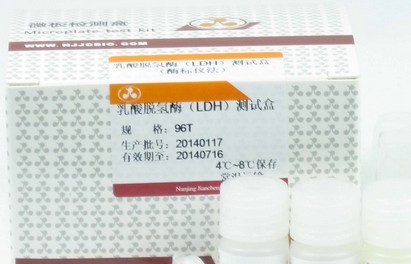 微板检测盒
Microplate test kit
WWW.NJJCBIO.COM
乳酸脱氢酶（LDH）测试盒
（酶标仪法）
乳酸脱氢酶（LDH）测试盒
规 格：96T
生产批号：20140117
有效期至：20140716
4℃~8℃保存
Nanjing Jianchen